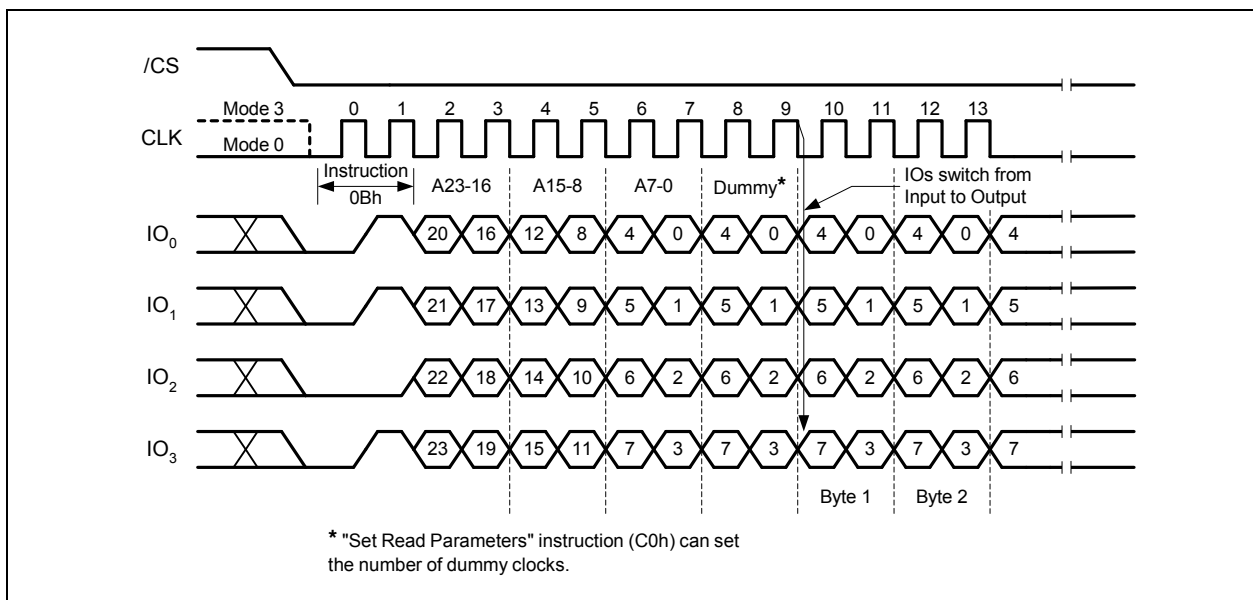 /CS
Mode 3 0 1 2 3 4 5 6 7 8 9 10 11 12 13
CLK
Mode 0
Instruction
0Bh
A23-16 A15-8 A7-0 Dummy*
IOs switch from
Input to Output
IO0 20 16 12 8 4 0 4 0 4 0 4 0 4
IO1 21 17 13 9 5 1 5 1 5 1 5 1 5
IO2 22 18 14 10 6 2 6 2 6 2 6 2 6
IO3 23 19 15 11 7 3 7 3 7 3 7 3 7
Byte 1 Byte 2
* "Set Read Parameters" instruction (C0h) can set
the number of dummy clocks.